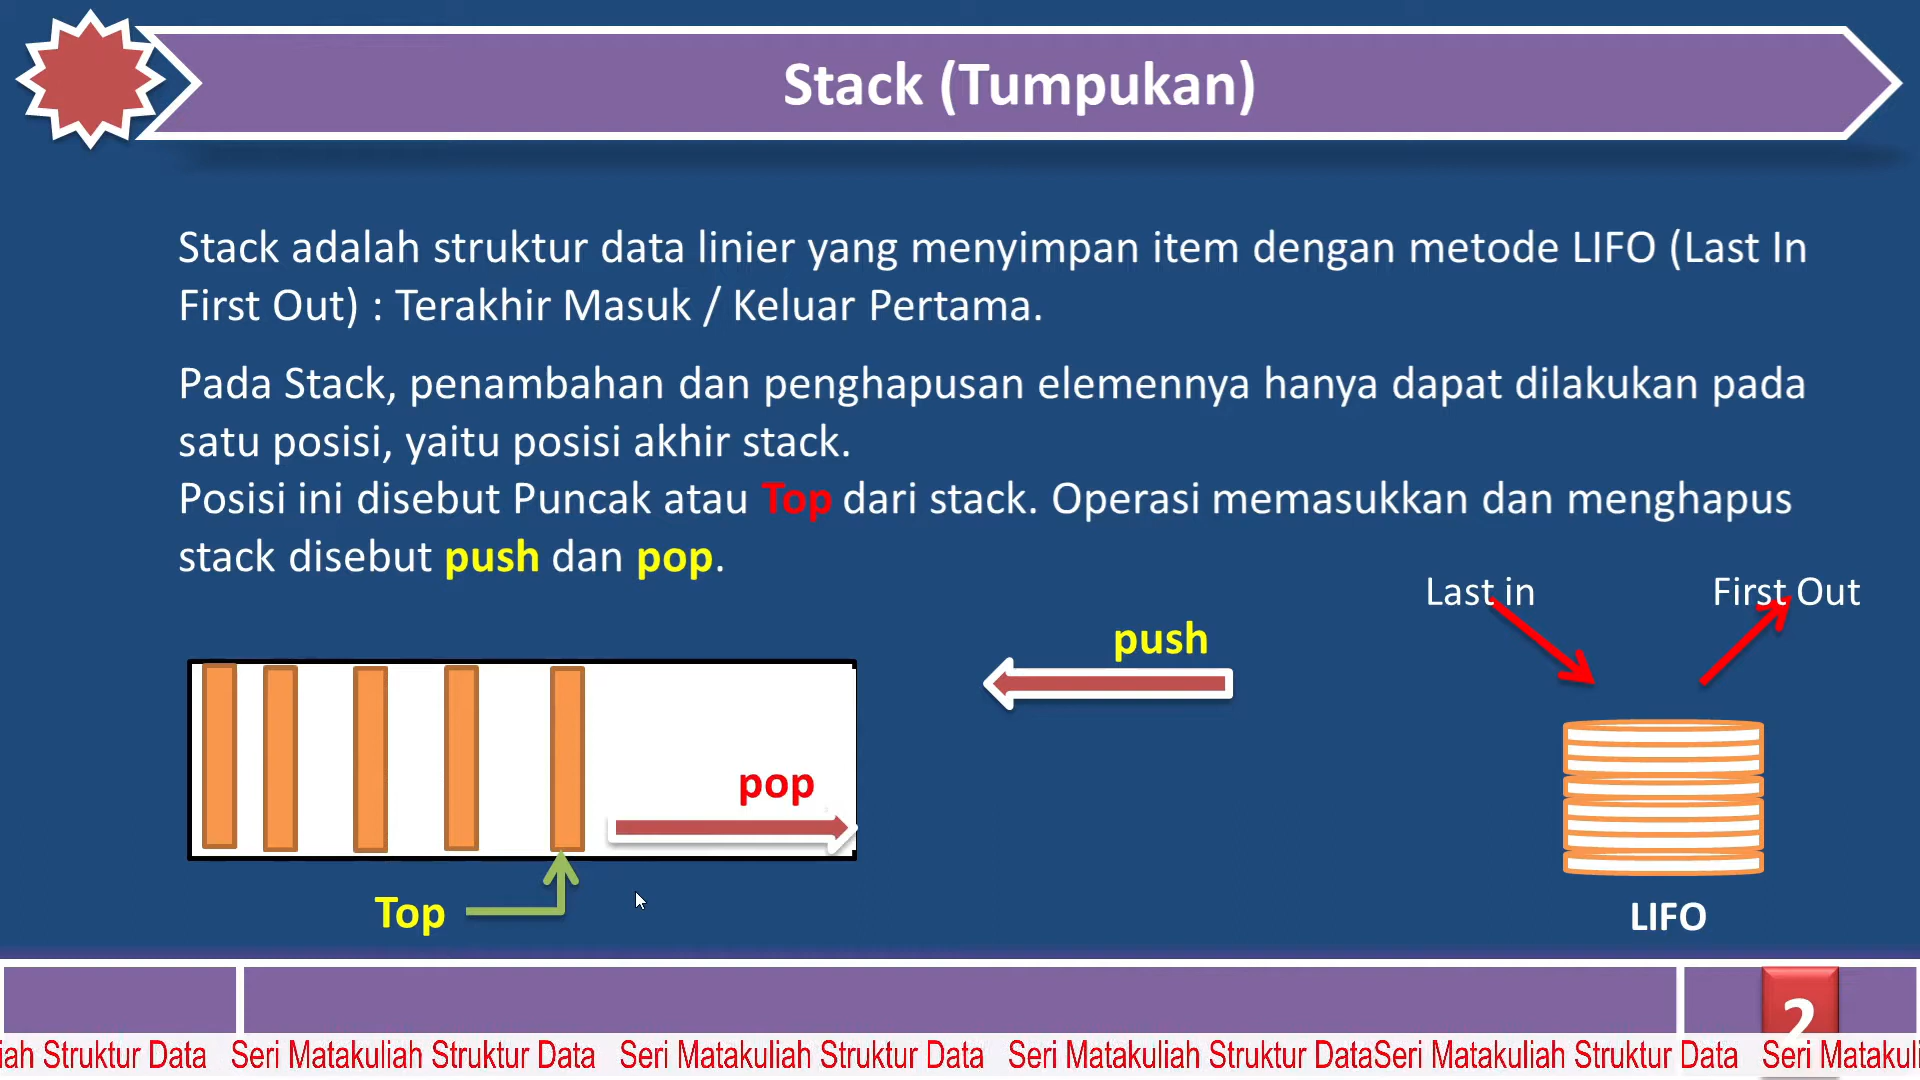 Stack (Tumpukan)
Stack adalah struktur data linier yang menyimpan item dengan metode LIFO (Last In
First Out) : Terakhir Masuk / Keluar Pertama.
Pada Stack, penambahan dan penghapusan elemennya hanya dapat dilakukan pada
satu posisi, yaitu posisi akhir stack.
Posisi ini disebut Puncak atau Top dari stack. Operasi memasukkan dan menghapus
stack disebut push dan pop.
Last in
First Out
push
pop
Top
LIFO
2
iah Struktur Data Seri Matakuliah Struktur Data Seri Matakuliah Struktur Data Seri Matakuliah Struktur DataSeri Matakuliah Struktur Data Seri Matakuli